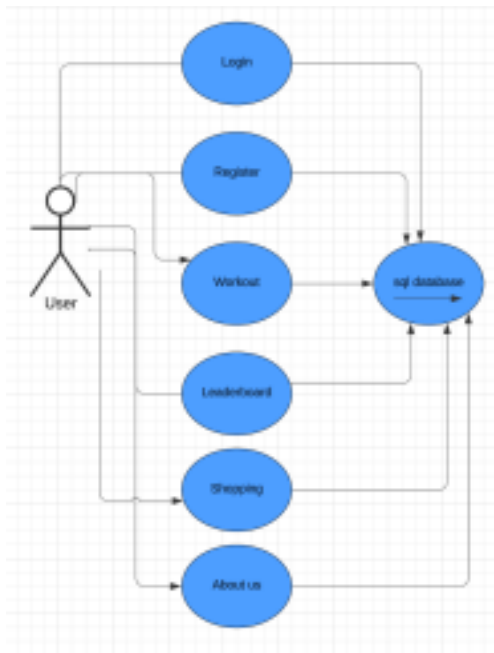 Login
Register
Workout
sql database
User
Leaderboard
Shopping
About us